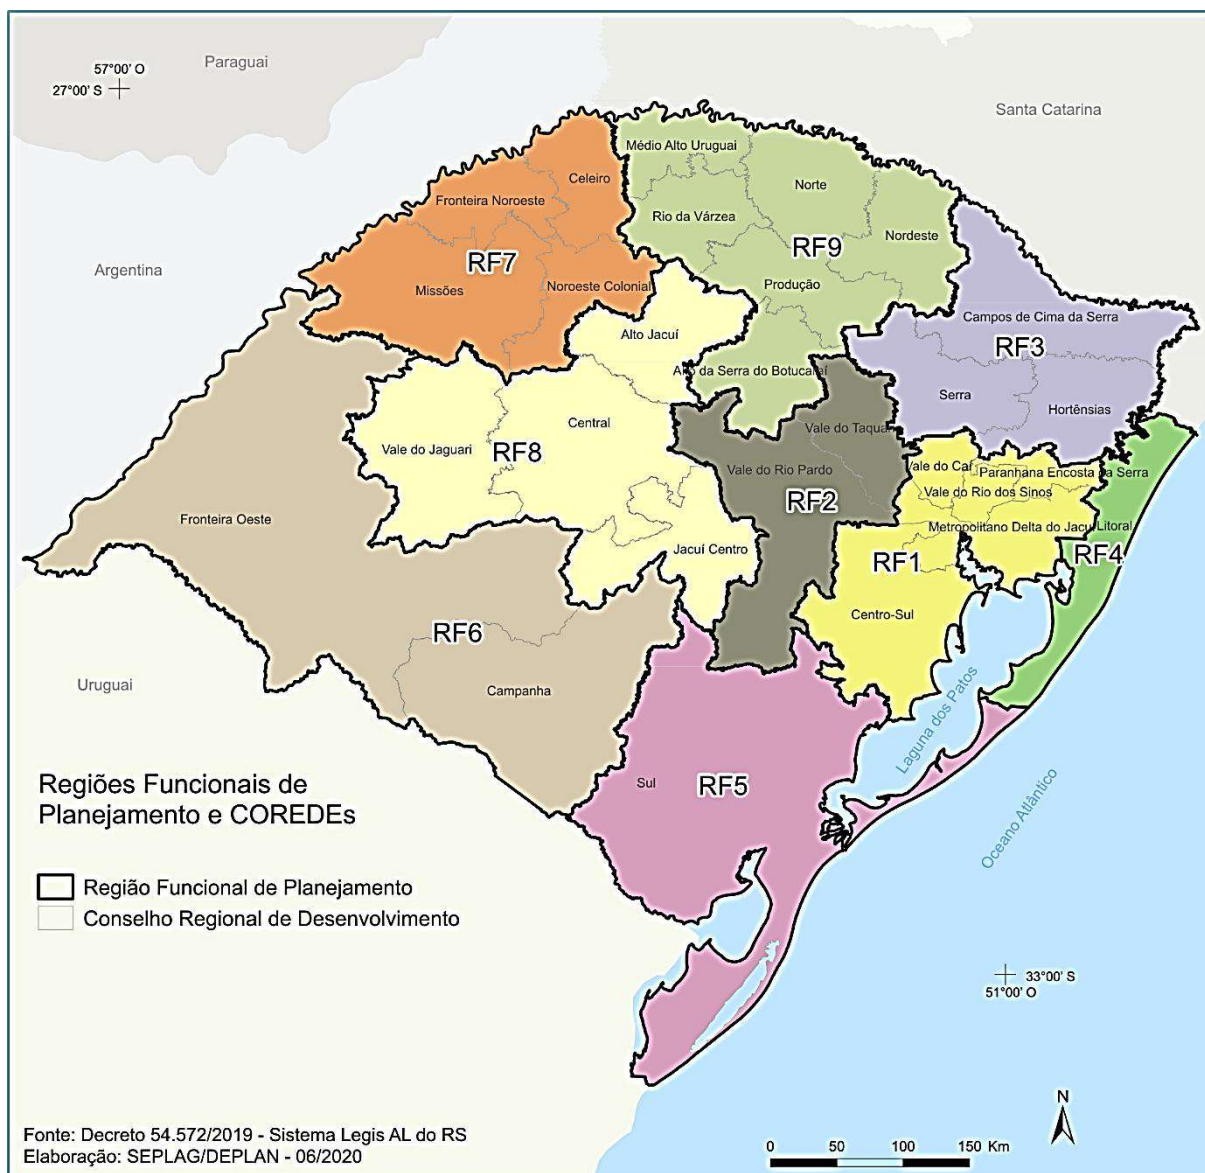 Paraguai
57°00' O
27°00' S
Santa Catarina
Médio Alto Uruguai
Celeiro
Norte
Fronteira Noroeste
Rio da Várzea
Nordeste
RF9
RF7
Argentina
Produção
Noroeste Colonial
Missões
Campos de Cima da Serra
Alto Jacuí
RF3
Alto da Serra do Botucaraí
Serra
Hortênsias
Central
Vale do Taquari
Vale do Jaguari
RF8
Vale do Caí
Paranhana Encosta da Serra
Vale do Rio Pardo
Vale do Rio dos Sinos
RF2
Fronteira Oeste
Metropolitano Delta do Jacuí
Litoral
Jacuí Centro
RF4
RF1
Centro-Sul
RF6
Uruguai
Campanha
Laguna dos Patos
Sul
RF5
Oceano Atlântico
Regiões Funcionais de
Planejamento e COREDEs
Região Funcional de Planejamento
Conselho Regional de Desenvolvimento
33°00' S
51°00' O
N
Fonte: Decreto 54.572/2019 - Sistema Legis AL do RS
Elaboração: SEPLAG/DEPLAN - 06/2020
0 50 100 150 Km